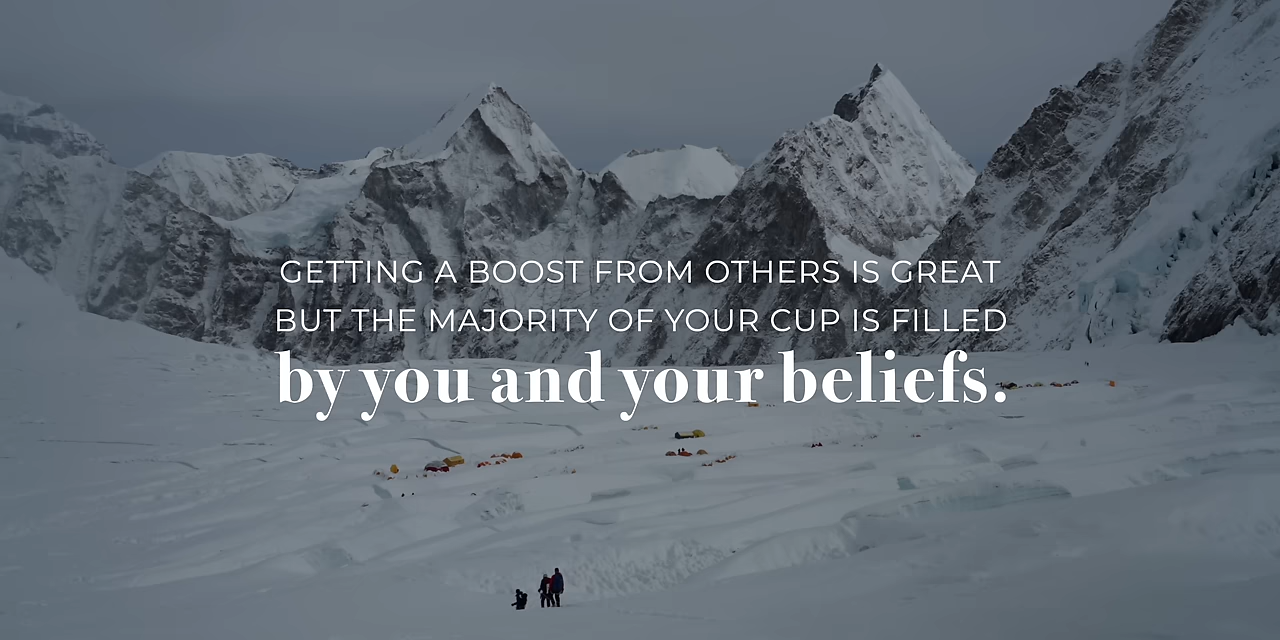 GETTING A BOOST FROM OTHERS IS GREAT
BUT THE MAJORITY OF YOUR CUP IS FILLED
by you and your beliefs.